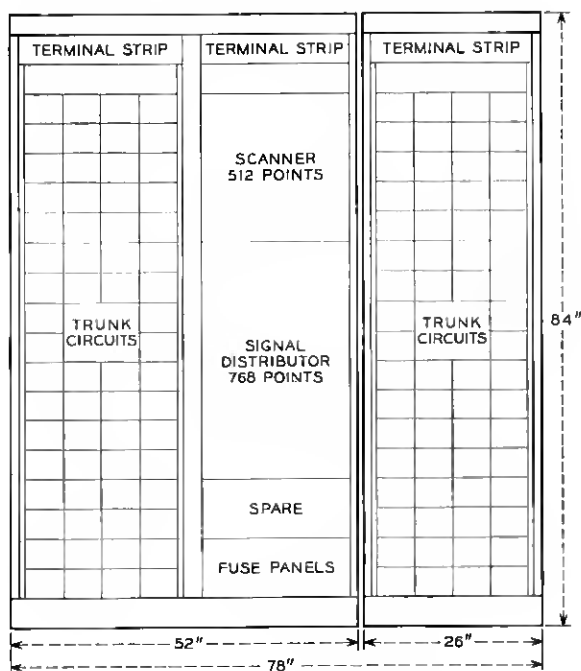 TERMINAL STRIP
TERMINAL STRIP
TERMINAL STRIP
SCANNER
512 POINTS
TRUNK
CIRCUITS
SIGNAL
DISTRIBUTOR
768 POINTS
TRUNK
CIRCUITS
84"
SPARE
FUSE PANELS
52"
26"
78"